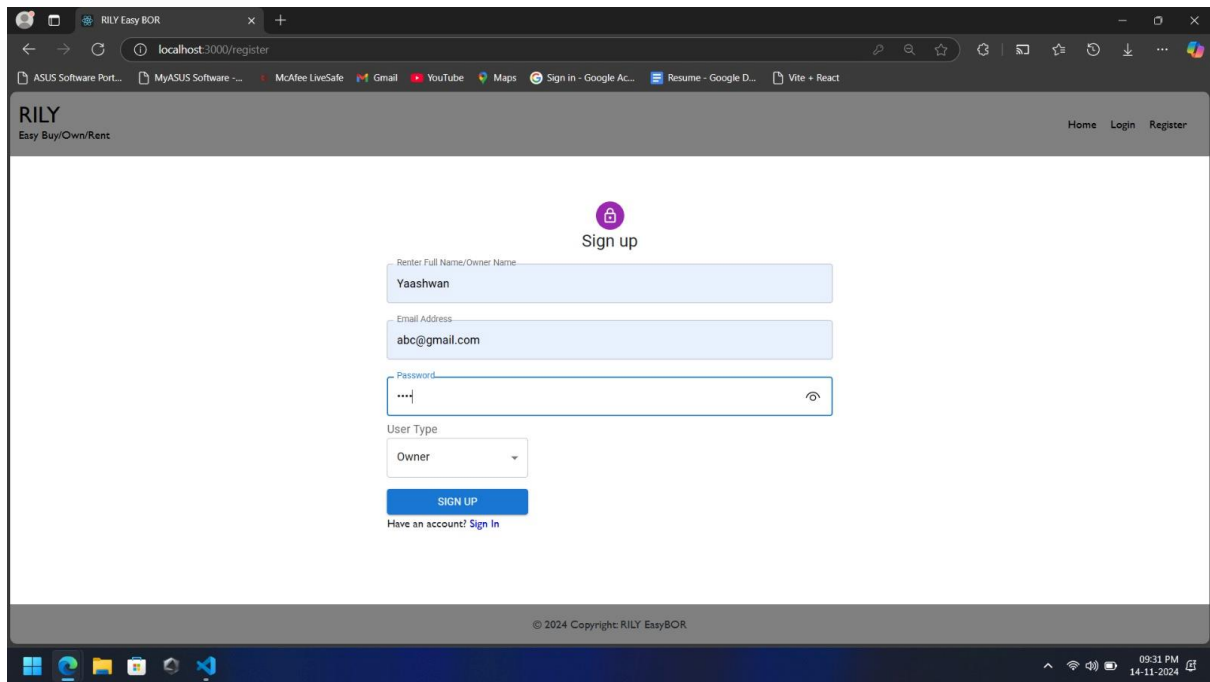 RILY Easy BOR
localhost:3000/register
ASUS Software Port... MyASUS Software -... McAfee LiveSafe Gmail YouTube Maps Sign in - Google Ac... Resume - Google D... Vite + React
RILY
Easy Buy/Own/Rent
Home Login Register
Sign up
Renter Full Name/Owner Name
Yaashwan
Email Address
abc@gmail.com
Password
••••
User Type
Owner
SIGN UP
Have an account? Sign In
© 2024 Copyright: RILY EasyBOR
09:31 PM
14-11-2024